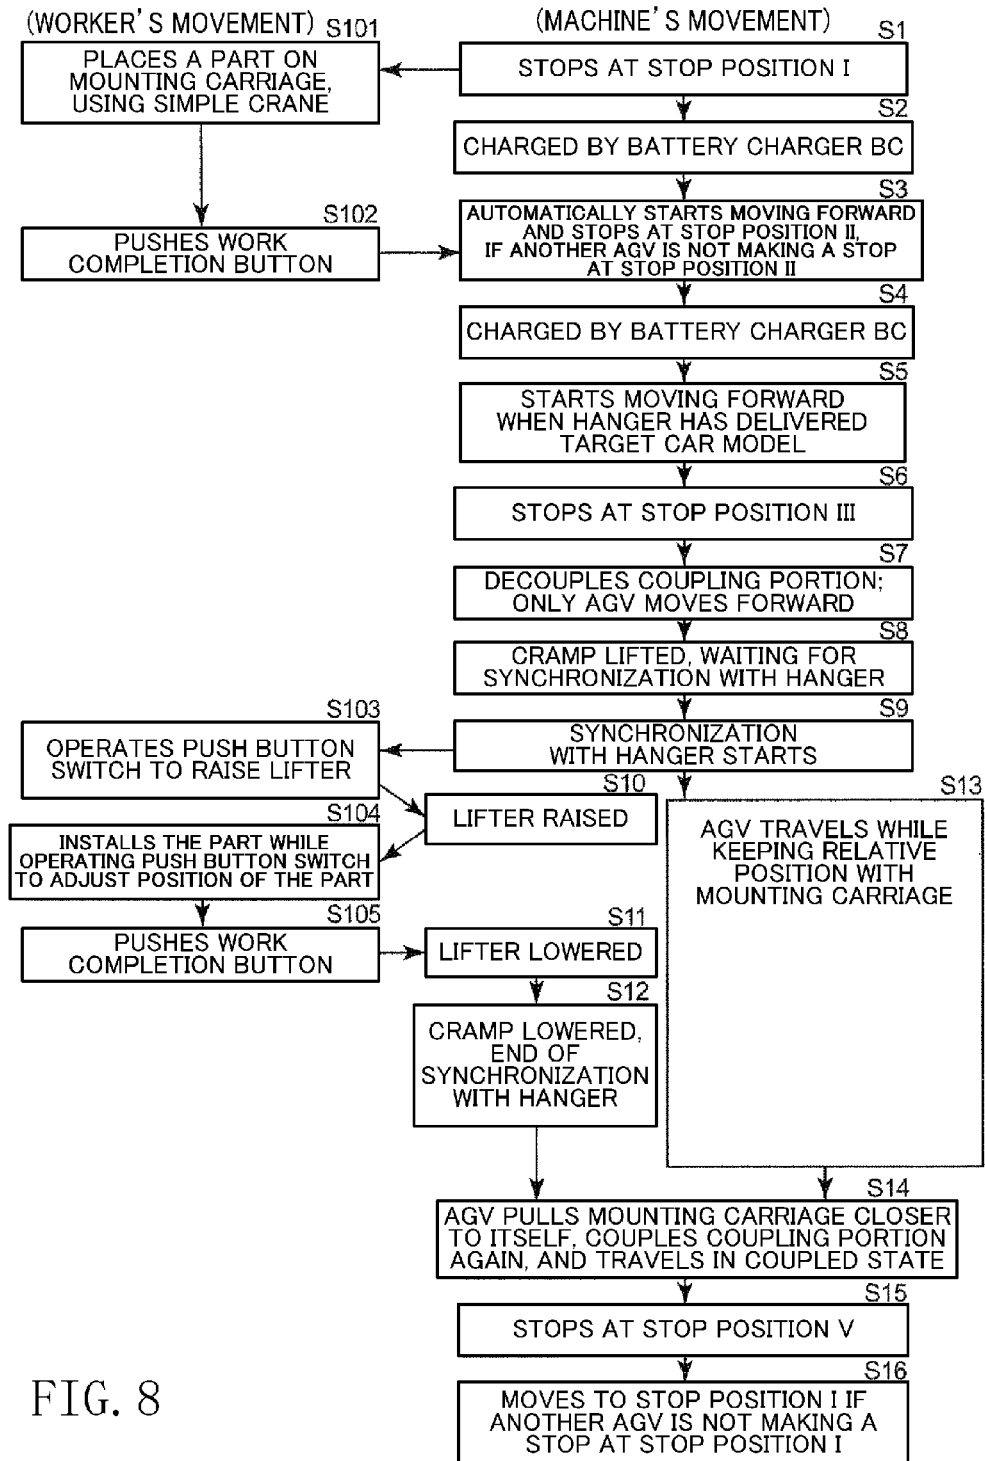 (WORKER'S MOVEMENT)
S101
PLACES A PART ON
MOUNTING CARRIAGE,
USING SIMPLE CRANE
(MACHINE'S MOVEMENT)
S1
STOPS AT STOP POSITION I
S2
CHARGED BY BATTERY CHARGER BC
S102
PUSHES WORK
COMPLETION BUTTON
S3
AUTOMATICALLY STARTS MOVING FORWARD
AND STOPS AT STOP POSITION II,
IF ANOTHER AGV IS NOT MAKING A STOP
AT STOP POSITION II
S4
CHARGED BY BATTERY CHARGER BC
S5
STARTS MOVING FORWARD
WHEN HANGER HAS DELIVERED
TARGET CAR MODEL
S6
STOPS AT STOP POSITION III
S7
DECOUPLES COUPLING PORTION;
ONLY AGV MOVES FORWARD
S8
CRAMP LIFTED, WAITING FOR
SYNCHRONIZATION WITH HANGER
S9
SYNCHRONIZATION
WITH HANGER STARTS
S103
OPERATES PUSH BUTTON
SWITCH TO RAISE LIFTER
S10
LIFTER RAISED
S104
INSTALLS THE PART WHILE
OPERATING PUSH BUTTON SWITCH
TO ADJUST POSITION OF THE PART
S105
PUSHES WORK
COMPLETION BUTTON
S11
LIFTER LOWERED
S12
CRAMP LOWERED,
END OF
SYNCHRONIZATION
WITH HANGER
S13
AGV TRAVELS WHILE
KEEPING RELATIVE
POSITION WITH
MOUNTING CARRIAGE
S14
AGV PULLS MOUNTING CARRIAGE CLOSER
TO ITSELF, COUPLES COUPLING PORTION
AGAIN, AND TRAVELS IN COUPLED STATE
S15
STOPS AT STOP POSITION V
S16
MOVES TO STOP POSITION I IF
ANOTHER AGV IS NOT MAKING A
STOP AT STOP POSITION I
FIG. 8